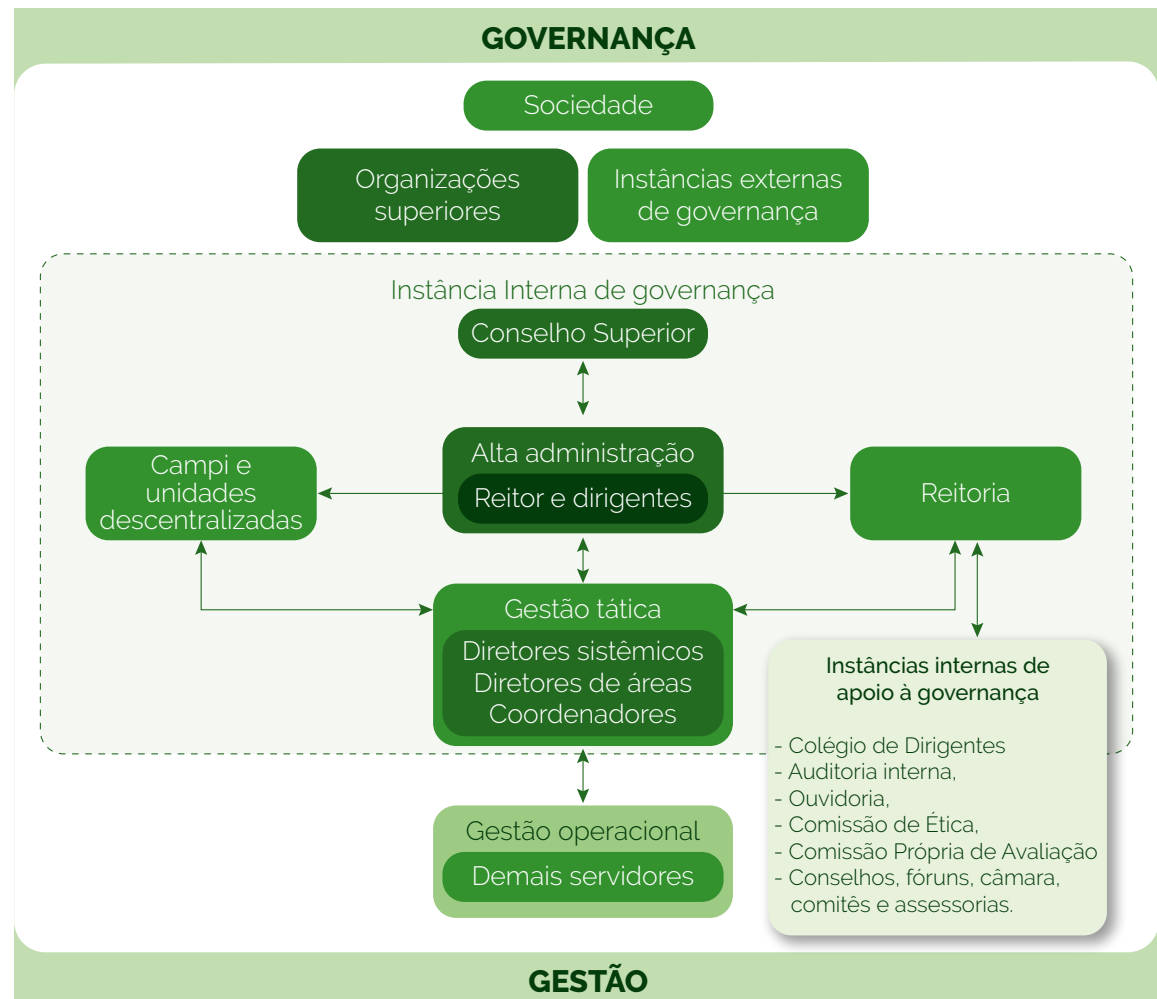 GOVERNANÇA
Sociedade
Organizações
superiores
Instâncias externas
de governança
Instância Interna de governança
Conselho Superior
Alta administração
Reitor e dirigentes
Campi e
unidades
descentralizadas
Reitoria
Gestão tática
Diretores sistêmicos
Diretores de áreas
Coordenadores
Instâncias internas de
apoio à governança
- Colégio de Dirigentes
- Auditoria interna,
- Ouvidoria,
- Comissão de Ética,
- Comissão Própria de Avaliação
- Conselhos, fóruns, câmara,
comitês e assessorias.
Gestão operacional
Demais servidores
GESTÃO